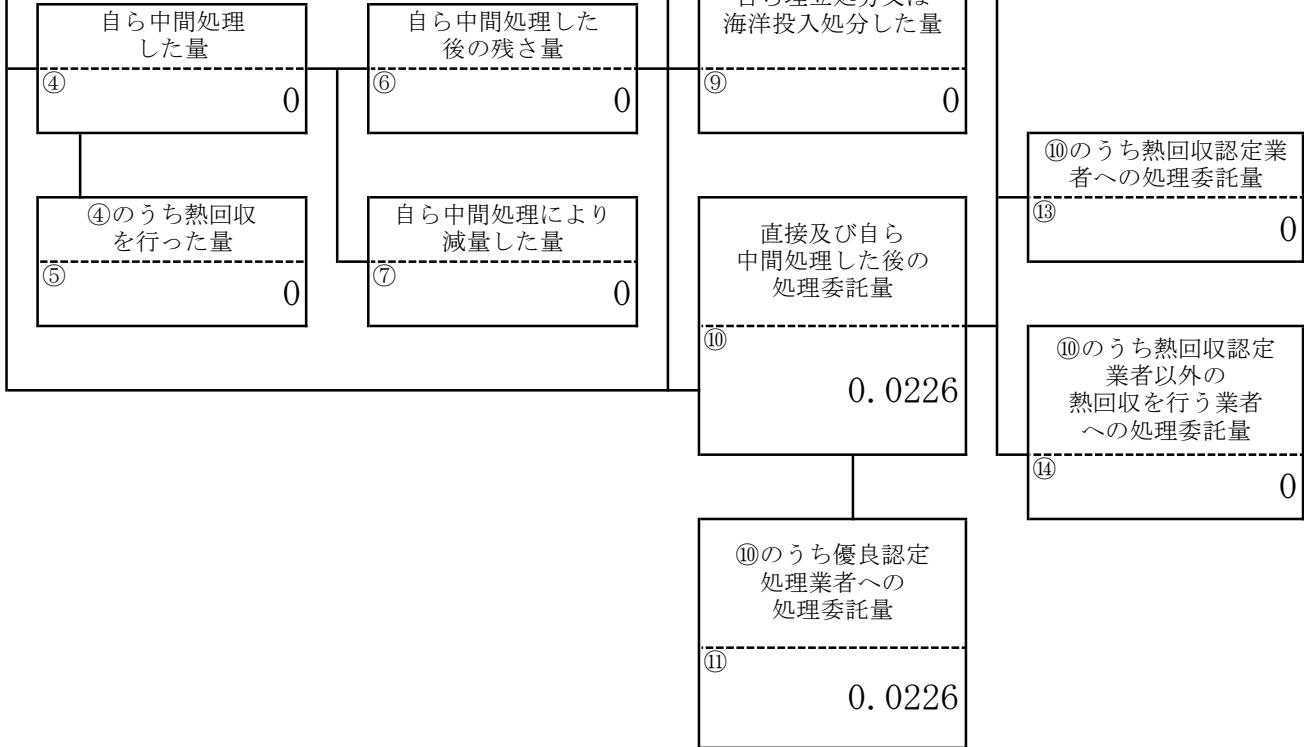 自ら中間処理
した量
④
0
自ら中間処理した
後の残さ量
⑥
0
海洋投入処分した量
⑨
0
⑩のうち熱回収認定業
者への処理委託量
⑬
0
④のうち熱回収
を行った量
⑤
0
自ら中間処理により
減量した量
⑦
0
直接及び自ら
中間処理した後の
処理委託量
⑩
0.0226
⑩のうち熱回収認定
業者以外の
熱回収を行う業者
への処理委託量
⑭
0
⑩のうち優良認定
処理業者への
処理委託量
⑪
0.0226